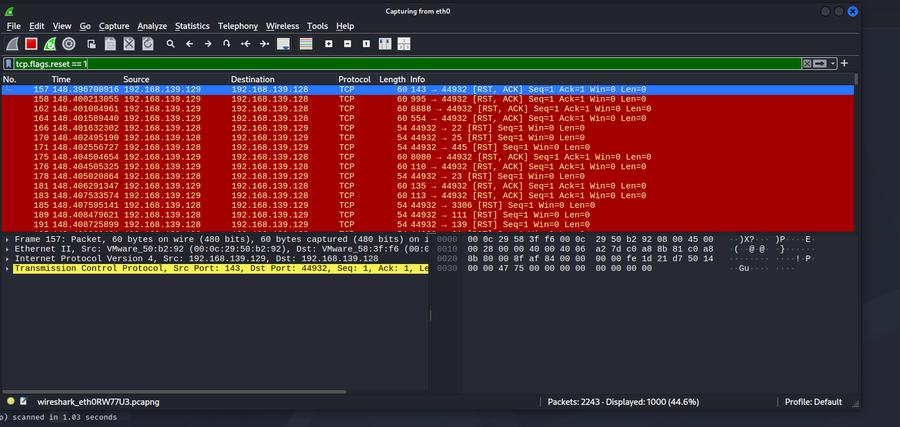 Capturing from eth0
File Edit View Go Capture Analyze Statistics Telephony Wireless Tools Help
tcp.flags.reset == 1
No. Time Source Destination Protocol Length Info
157 148.396700916 192.168.139.129 192.168.139.128 TCP 60 143 → 44932 [RST, ACK] Seq=1 Ack=1 Win=0 Len=0
158 148.400213055 192.168.139.129 192.168.139.128 TCP 60 995 → 44932 [RST, ACK] Seq=1 Ack=1 Win=0 Len=0
162 148.401084961 192.168.139.129 192.168.139.128 TCP 60 8888 → 44932 [RST, ACK] Seq=1 Ack=1 Win=0 Len=0
164 148.401589440 192.168.139.129 192.168.139.128 TCP 60 554 → 44932 [RST, ACK] Seq=1 Ack=1 Win=0 Len=0
166 148.401632302 192.168.139.128 192.168.139.129 TCP 54 44932 → 22 [RST] Seq=1 Win=0 Len=0
170 148.402495190 192.168.139.128 192.168.139.129 TCP 54 44932 → 25 [RST] Seq=1 Win=0 Len=0
171 148.402556727 192.168.139.128 192.168.139.129 TCP 54 44932 → 445 [RST] Seq=1 Win=0 Len=0
175 148.404504654 192.168.139.129 192.168.139.128 TCP 60 8080 → 44932 [RST, ACK] Seq=1 Ack=1 Win=0 Len=0
176 148.404505325 192.168.139.129 192.168.139.128 TCP 60 110 → 44932 [RST, ACK] Seq=1 Ack=1 Win=0 Len=0
178 148.405020864 192.168.139.128 192.168.139.129 TCP 54 44932 → 23 [RST] Seq=1 Win=0 Len=0
181 148.406291347 192.168.139.129 192.168.139.128 TCP 60 135 → 44932 [RST, ACK] Seq=1 Ack=1 Win=0 Len=0
183 148.407533574 192.168.139.129 192.168.139.128 TCP 60 113 → 44932 [RST, ACK] Seq=1 Ack=1 Win=0 Len=0
185 148.407595141 192.168.139.128 192.168.139.129 TCP 54 44932 → 3306 [RST] Seq=1 Win=0 Len=0
189 148.408479621 192.168.139.128 192.168.139.129 TCP 54 44932 → 111 [RST] Seq=1 Win=0 Len=0
191 148.408725899 192.168.139.128 192.168.139.129 TCP 54 44932 → 139 [RST] Seq=1 Win=0 Len=0
Frame 157: Packet, 60 bytes on wire (480 bits), 60 bytes captured (480 bits) on i
Ethernet II, Src: VMware_50:b2:92 (00:0c:29:50:b2:92), Dst: VMware_58:3f:f6 (00:0
Internet Protocol Version 4, Src: 192.168.139.129, Dst: 192.168.139.128
Transmission Control Protocol, Src Port: 143, Dst Port: 44932, Seq: 1, Ack: 1, Le
0000 00 0c 29 58 3f f6 00 0c 29 50 b2 92 08 00 45 00 ··)X?··· )P····E·
0010 00 28 00 00 40 00 40 06 a2 7d c0 a8 8b 81 c0 a8 ·(··@·@· ·}······
0020 8b 80 00 8f af 84 00 00 00 00 fe 1d 21 d7 50 14 ········ ····!·P·
0030 00 00 47 75 00 00 00 00 00 00 00 00 ··Gu···· ····
wireshark_eth0RW77U3.pcapng Packets: 2243 · Displayed: 1000 (44.6%) Profile: Default
p) scanned in 1.03 seconds